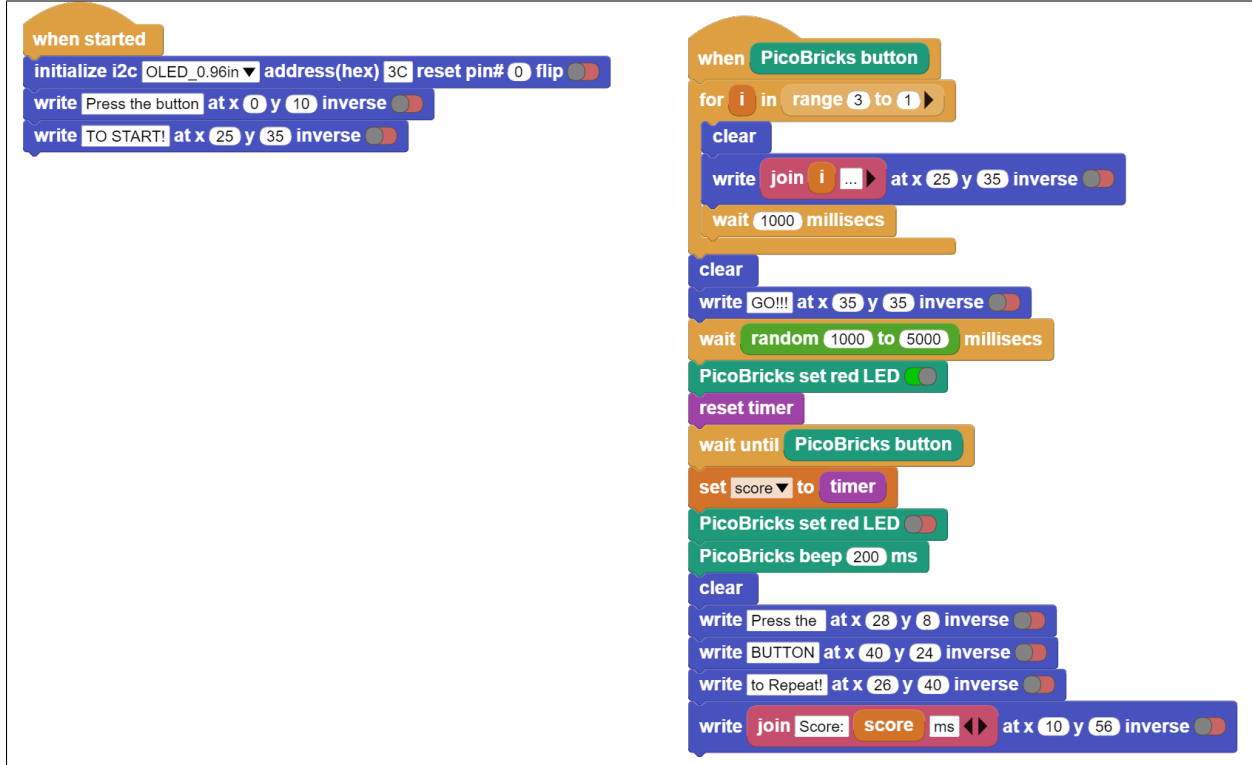 when started
initialize i2c OLED_0.96in address(hex) 3C reset pin# 0 flip
write Press the button at x 0 y 10 inverse
write TO START! at x 25 y 35 inverse
when PicoBricks button
for i in range 3 to 1
clear
write join i ... at x 25 y 35 inverse
wait 1000 millisecs
clear
write GO!!! at x 35 y 35 inverse
wait random 1000 to 5000 millisecs
PicoBricks set red LED
reset timer
wait until PicoBricks button
set score to timer
PicoBricks set red LED
PicoBricks beep 200 ms
clear
write Press the at x 28 y 8 inverse
write BUTTON at x 40 y 24 inverse
write to Repeat! at x 26 y 40 inverse
write join Score: score ms at x 10 y 56 inverse